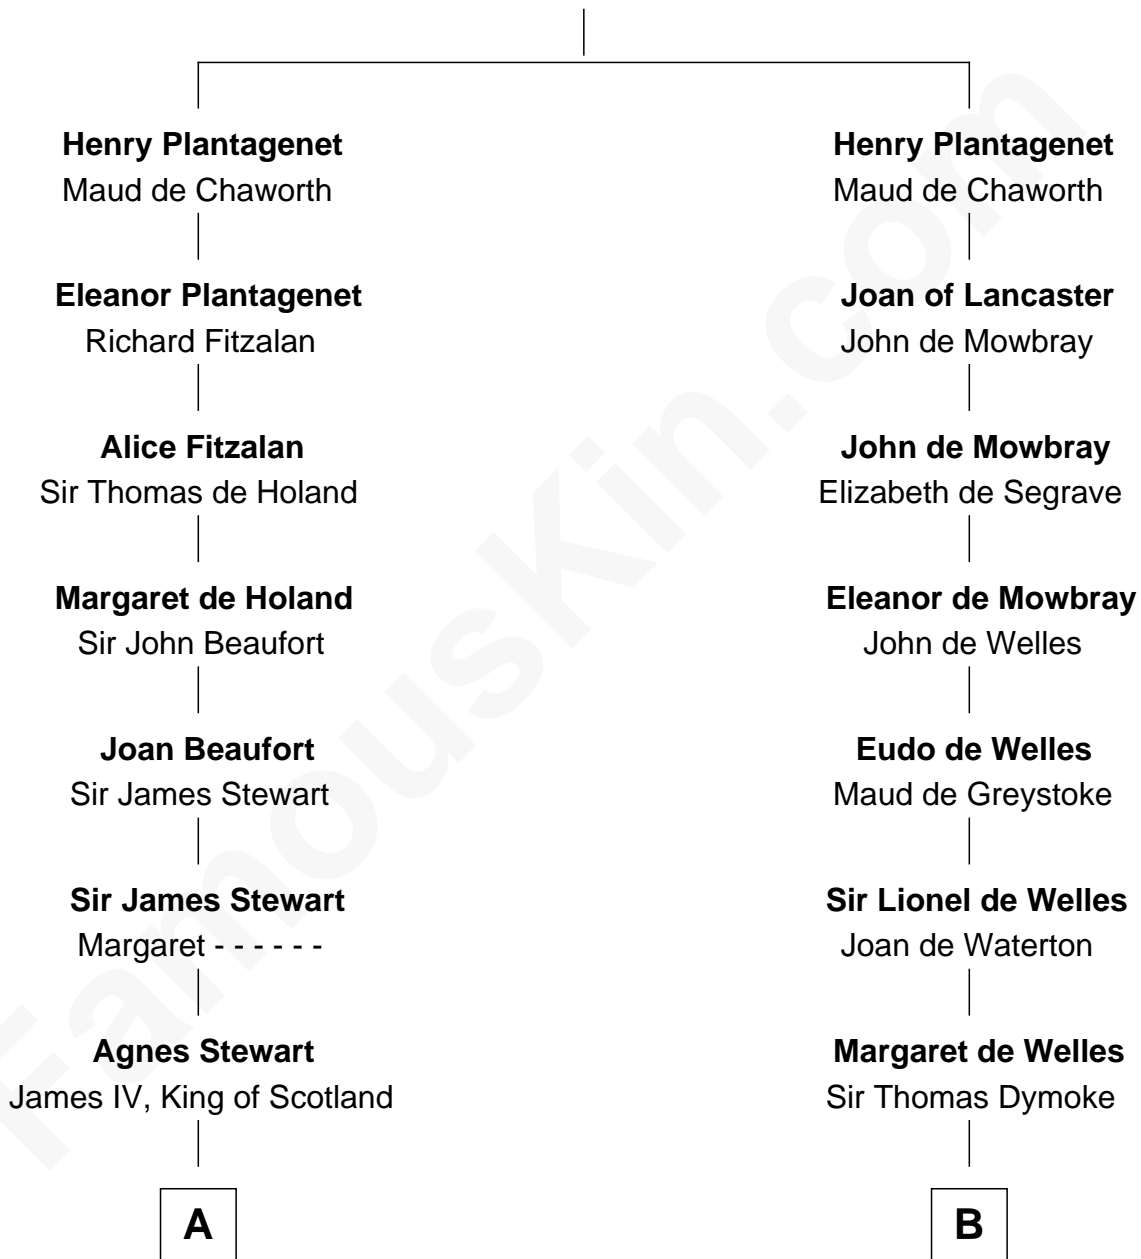 Henry Plantagenet
Maud de Chaworth
Eleanor Plantagenet
Richard Fitzalan
Alice Fitzalan
Sir Thomas de Holand
Margaret de Holand
Sir John Beaufort
Joan Beaufort
Sir James Stewart
Sir James Stewart
Margaret - - - - - -
Agnes Stewart
James IV, King of Scotland
A
Henry Plantagenet
Maud de Chaworth
Joan of Lancaster
John de Mowbray
John de Mowbray
Elizabeth de Segrave
Eleanor de Mowbray
John de Welles
Eudo de Welles
Maud de Greystoke
Sir Lionel de Welles
Joan de Waterton
Margaret de Welles
Sir Thomas Dymoke
B
FamousKin.com